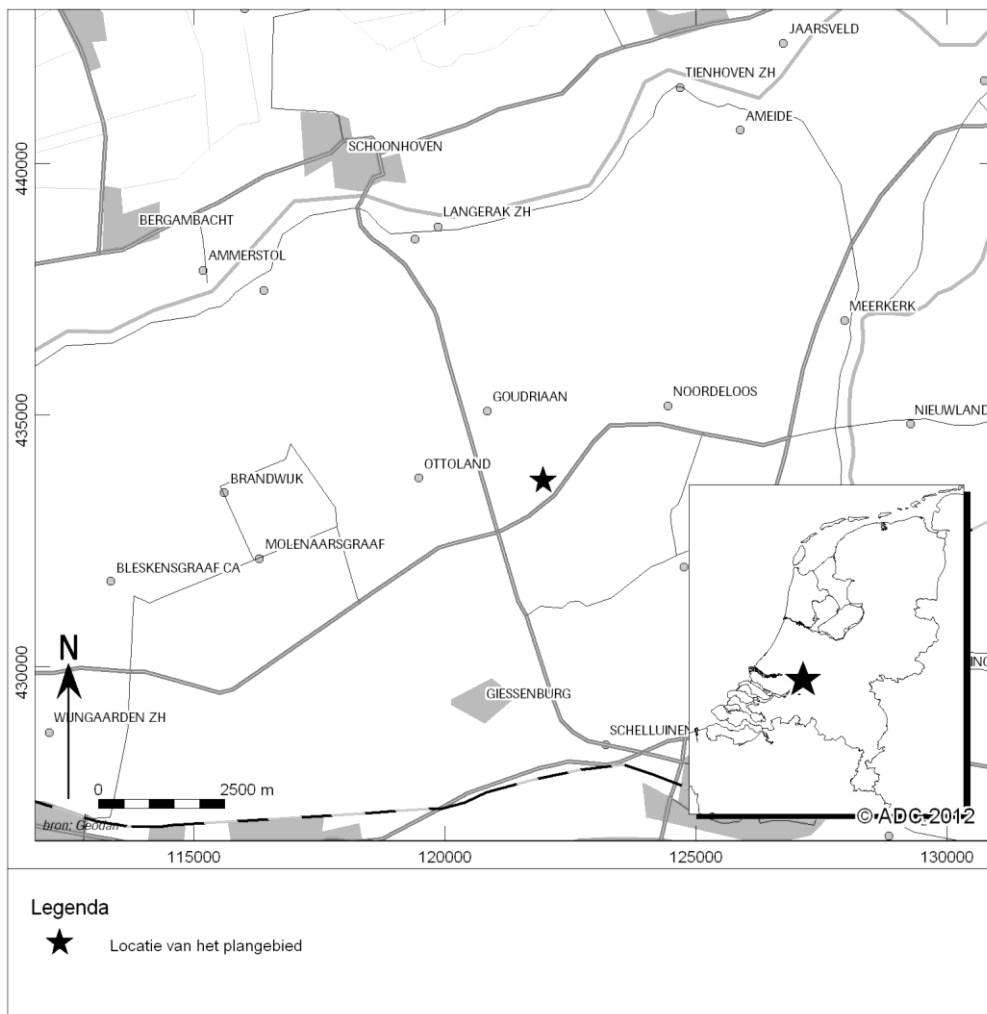 JAARSVELD
TIENHOVEN ZH
AMEIDE
SCHOONHOVEN
440000
LANGERAK ZH
BERGAMBACHT
AMMERSTOL
MEERKERK
GOUDRIAAN
NOORDELOOS
NIEUWLAND
435000
OTTOLAND
BRANDWIJK
MOLENAARSGRAAF
BLESKENSGRAAF CA
N
430000
GIESSENBURG
WIJNGAARDEN ZH
SCHELLUINEN
0 2500 m
bron: Geodan
© ADC 2012
115000 120000 125000 130000
Legenda
Locatie van het plangebied